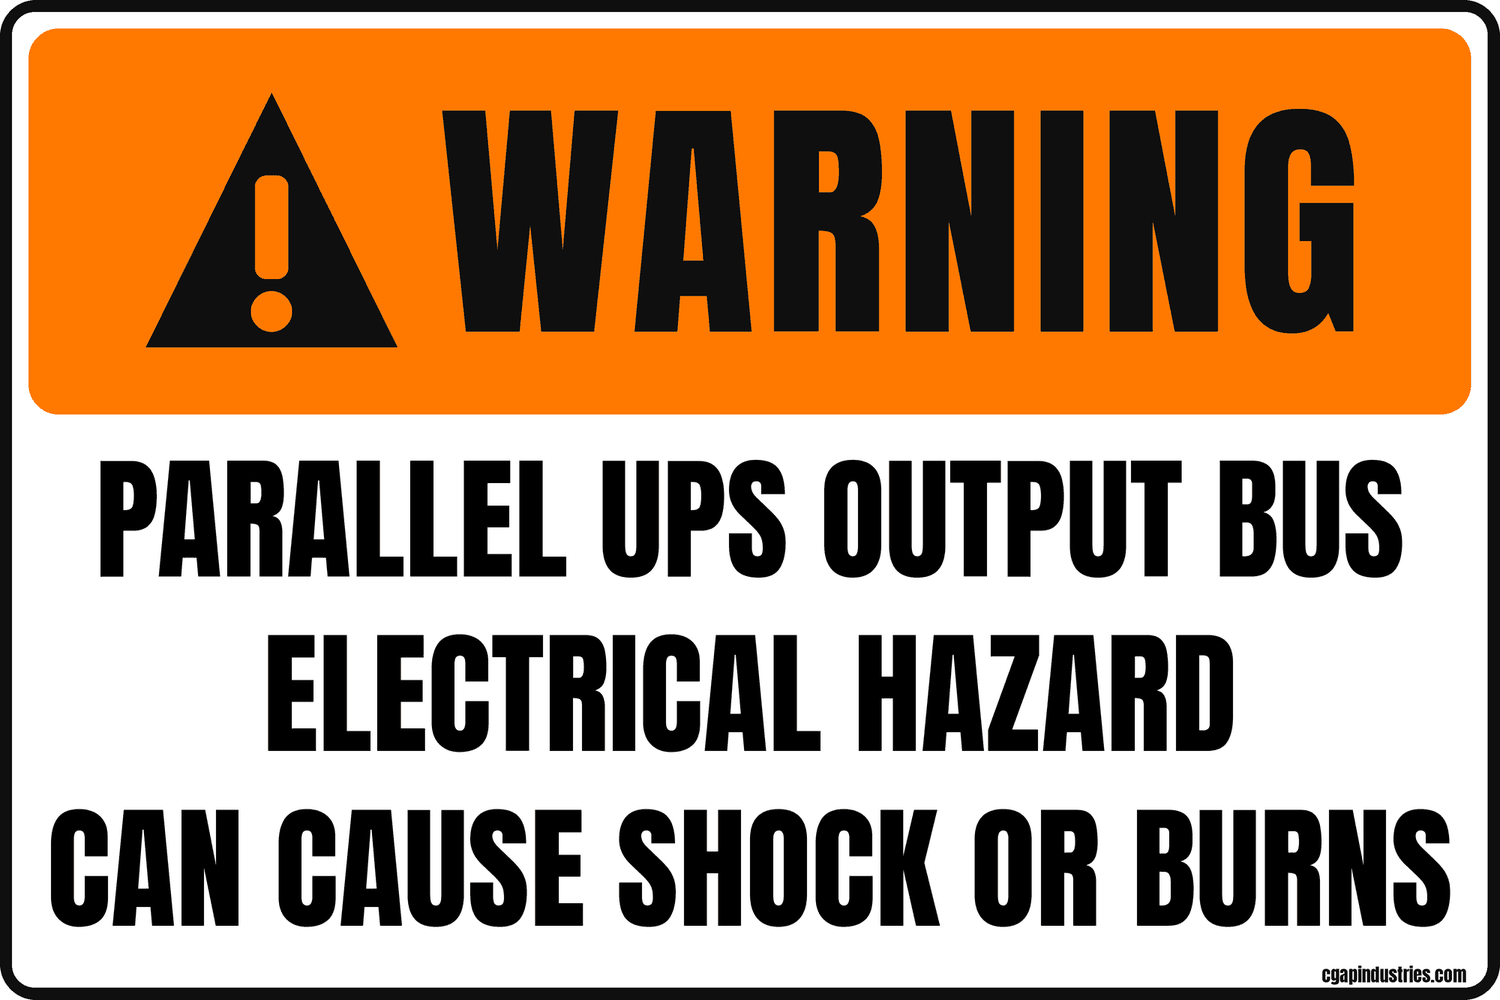 WARNING
PARALLEL UPS OUTPUT BUS
ELECTRICAL HAZARD
CAN CAUSE SHOCK OR BURNS
cgapindustries.com